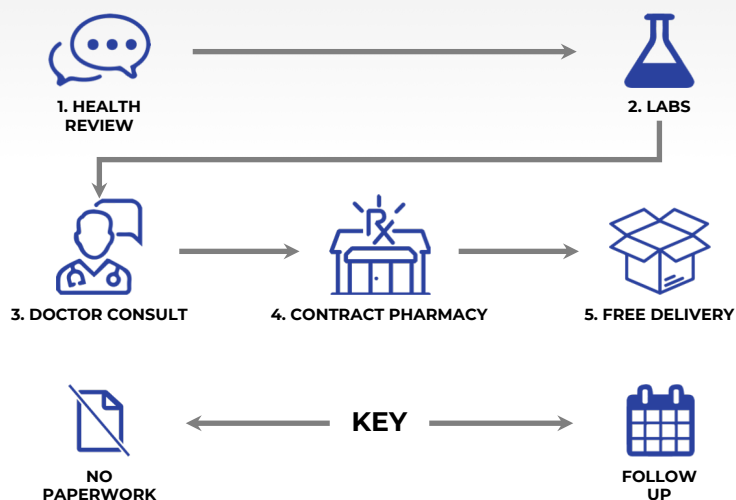 1. HEALTH
REVIEW
2. LABS
Rx
3. DOCTOR CONSULT
4. CONTRACT PHARMACY
5. FREE DELIVERY
KEY
NO
PAPERWORK
FOLLOW
UP